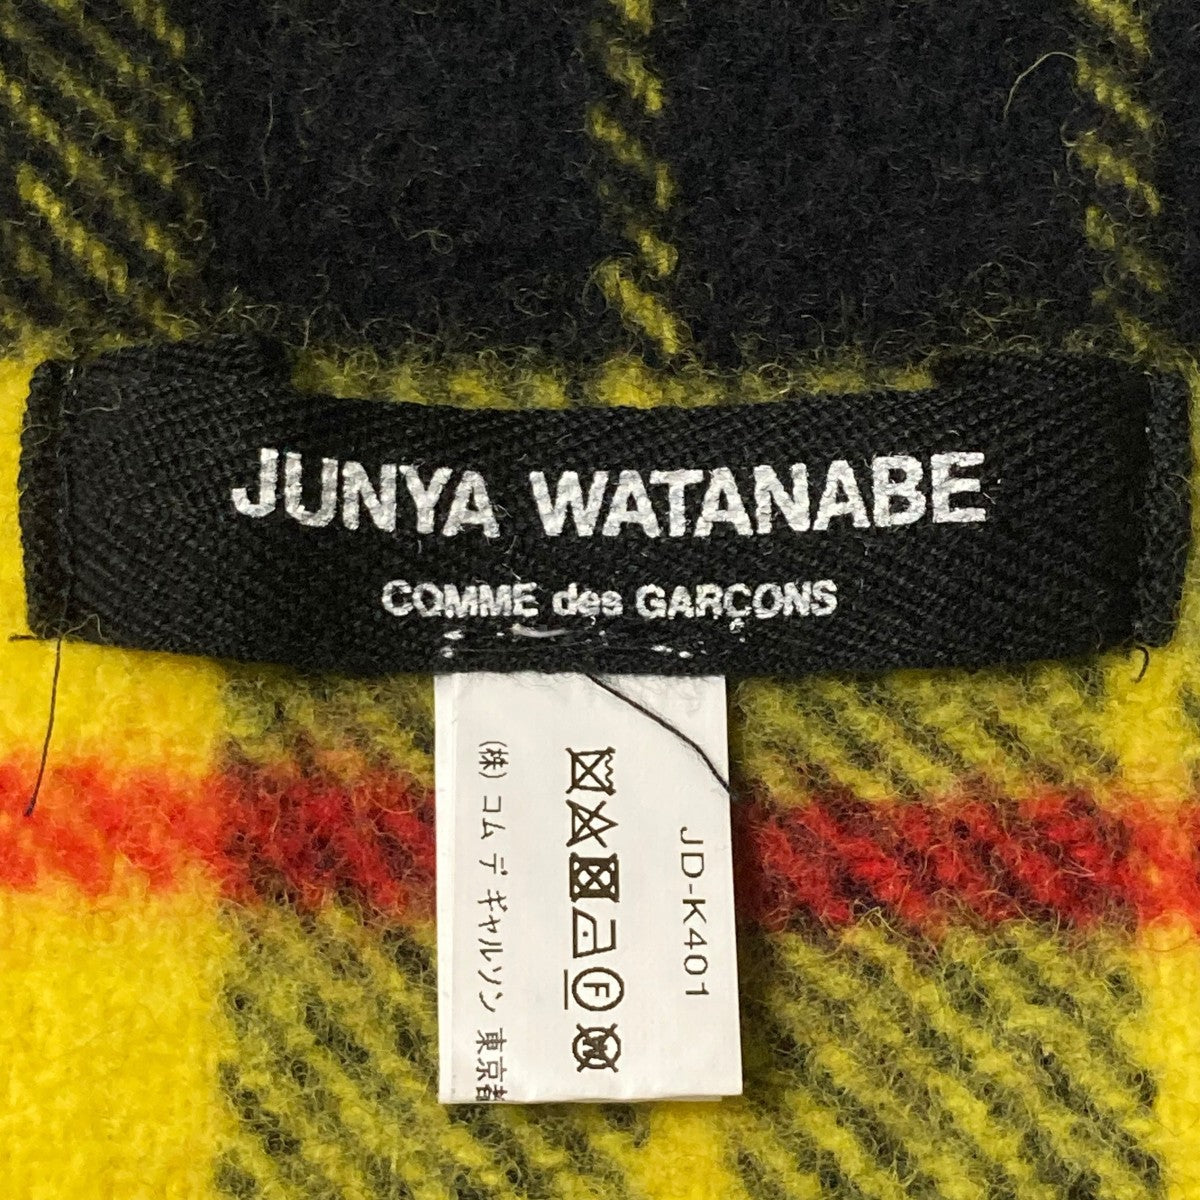 JUNYA WATANABE
COMME des GARÇONS
JD-K401
(株) コム デ ギャルソン 東京都